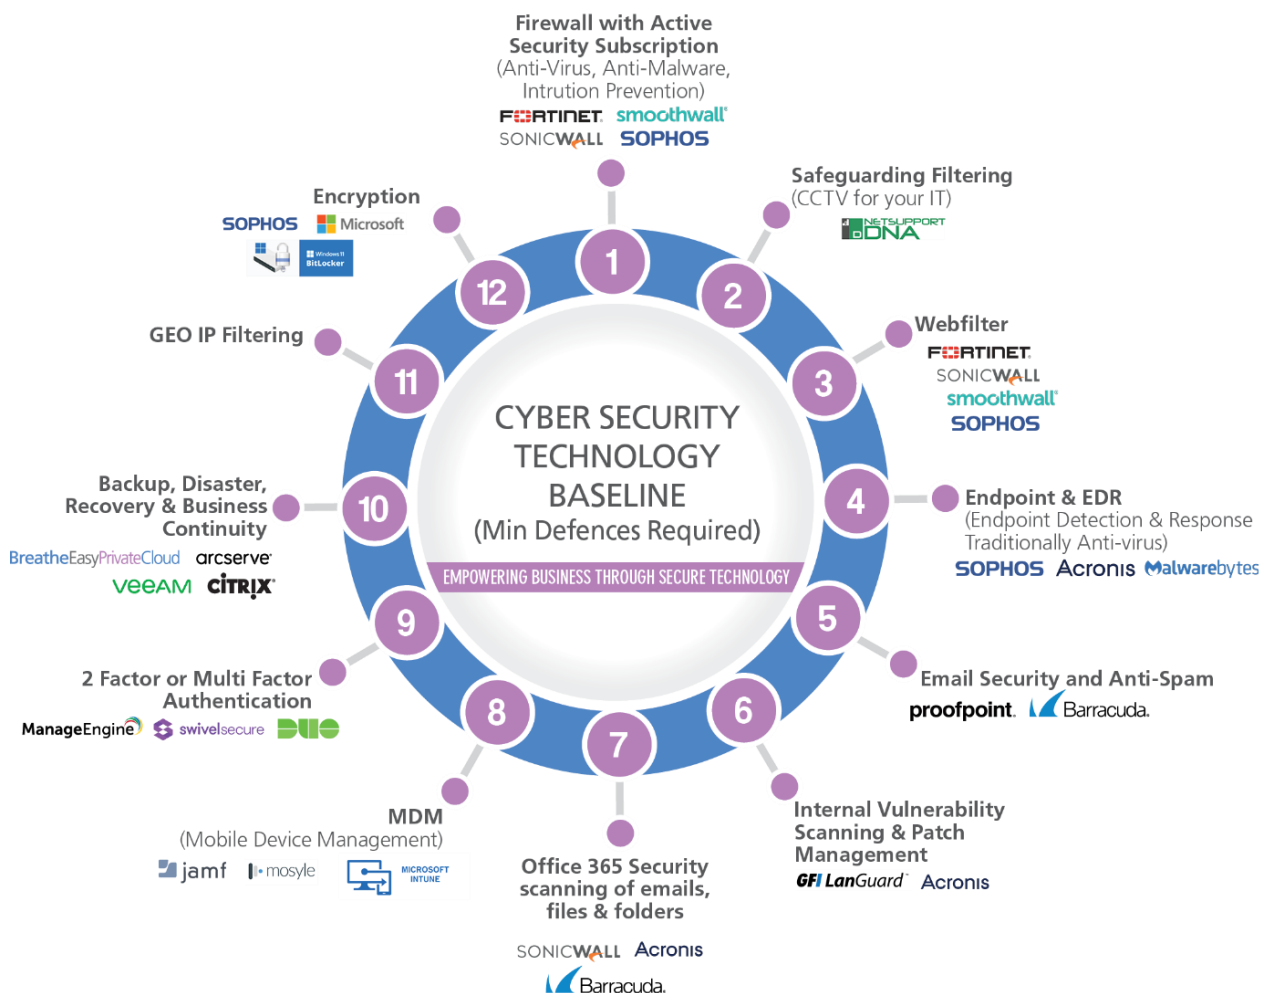 Firewall with Active
Security Subscription
(Anti-Virus, Anti-Malware,
Intrution Prevention)
FORTINET smoothwall
SONICWALL SOPHOS
1
Safeguarding Filtering
(CCTV for your IT)
NETSUPPORT
DNA
2
Webfilter
FORTINET
SONICWALL
smoothwall
SOPHOS
3
Endpoint & EDR
(Endpoint Detection & Response
Traditionally Anti-virus)
SOPHOS Acronis Malwarebytes
4
Email Security and Anti-Spam
proofpoint. Barracuda.
5
Internal Vulnerability
Scanning & Patch
Management
GFI LanGuard Acronis
6
Office 365 Security
scanning of emails,
files & folders
SONICWALL Acronis
Barracuda.
7
MDM
(Mobile Device Management)
jamf mosyle MICROSOFT
INTUNE
8
2 Factor or Multi Factor
Authentication
ManageEngine swivelsecure DUO
9
Backup, Disaster,
Recovery & Business
Continuity
BreatheEasyPrivateCloud arcserve
veeAM CITRIX
10
GEO IP Filtering
11
Encryption
SOPHOS Microsoft
Windows 11
BitLocker
12
CYBER SECURITY
TECHNOLOGY
BASELINE
(Min Defences Required)
EMPOWERING BUSINESS THROUGH SECURE TECHNOLOGY